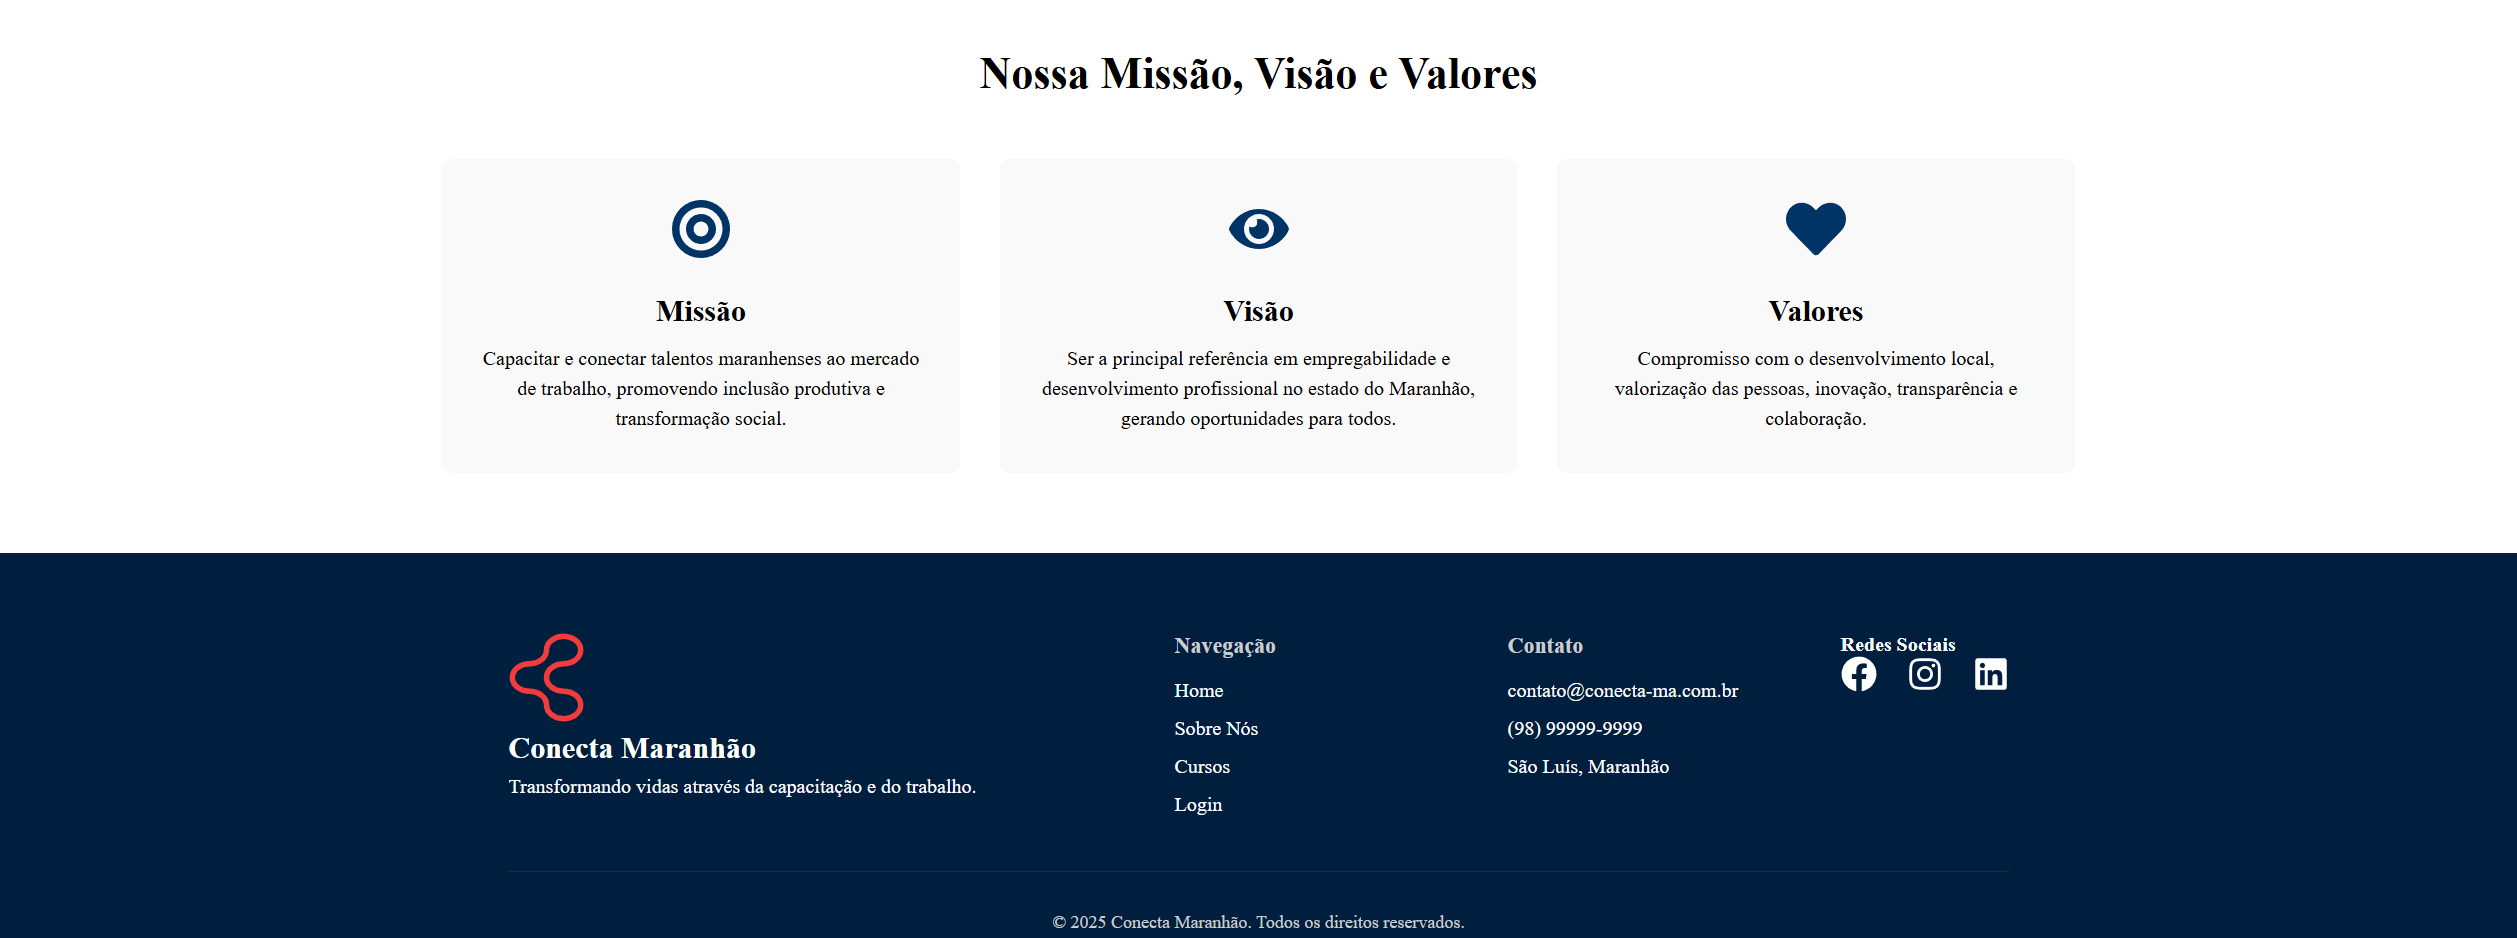 Nossa Missão, Visão e Valores
Missão
Capacitar e conectar talentos maranhenses ao mercado
de trabalho, promovendo inclusão produtiva e
transformação social.
Visão
Ser a principal referência em empregabilidade e
desenvolvimento profissional no estado do Maranhão,
gerando oportunidades para todos.
Valores
Compromisso com o desenvolvimento local,
valorização das pessoas, inovação, transparência e
colaboração.
Conecta Maranhão
Transformando vidas através da capacitação e do trabalho.
Navegação
Home
Sobre Nós
Cursos
Login
Contato
contato@conecta-ma.com.br
(98) 99999-9999
São Luís, Maranhão
Redes Sociais
© 2025 Conecta Maranhão. Todos os direitos reservados.